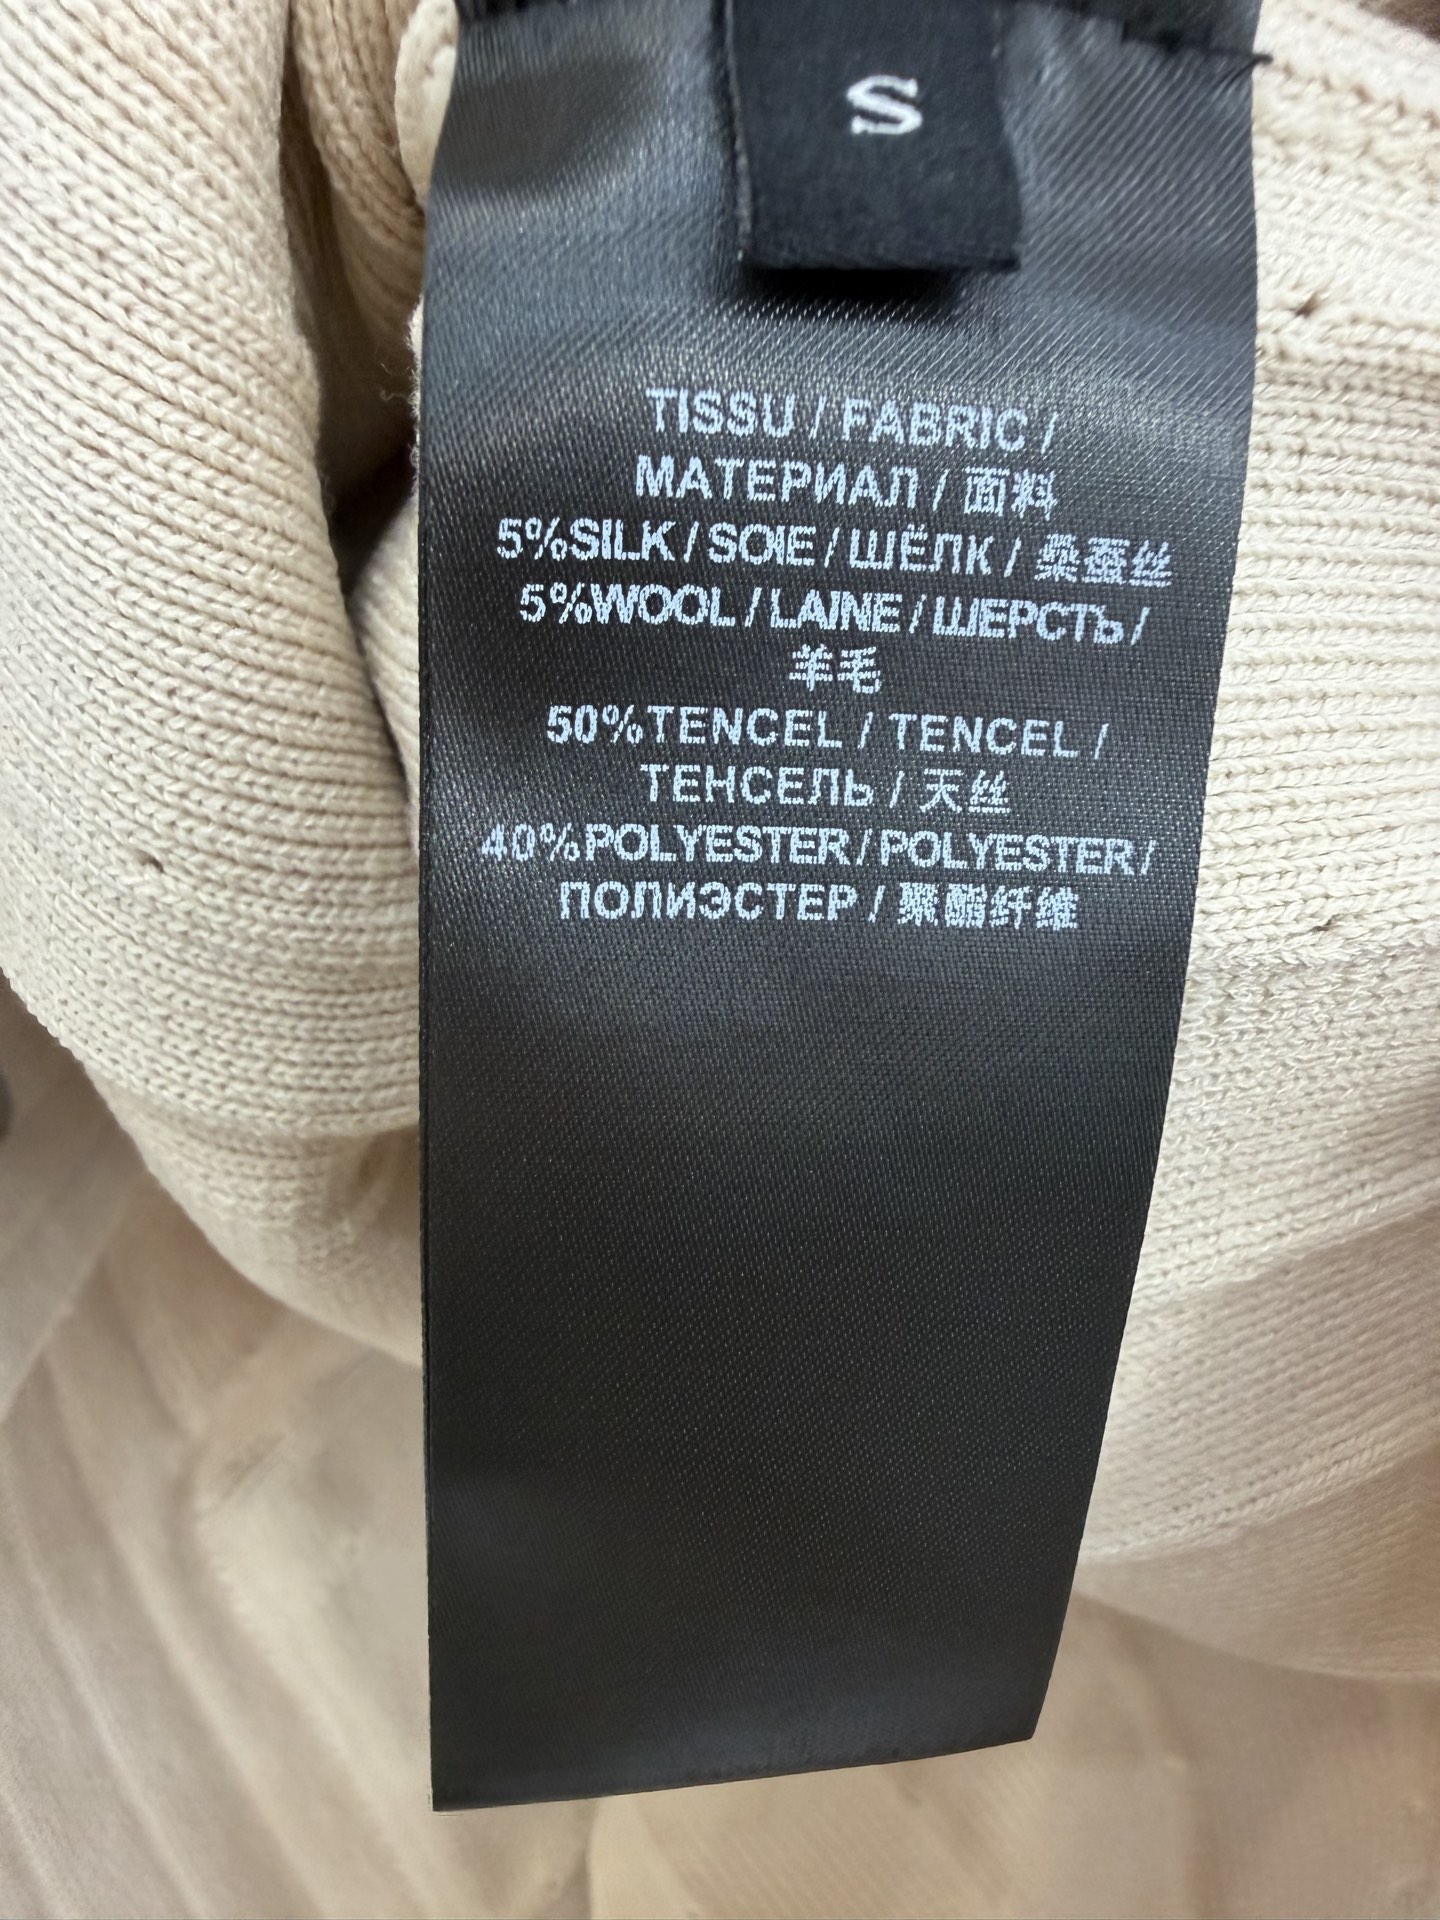 S
TISSU / FABRIC /
МАТЕРИАЛ / 面料
5%SILK / SOIE / ШЁЛК / 桑蚕丝
5%WOOL / LAINE / ШЕРСТЬ /
羊毛
50%TENCEL / TENCEL /
ТЕНСЕЛЬ / 天丝
40%POLYESTER / POLYESTER /
ПОЛИЭСТЕР / 聚酯纤维